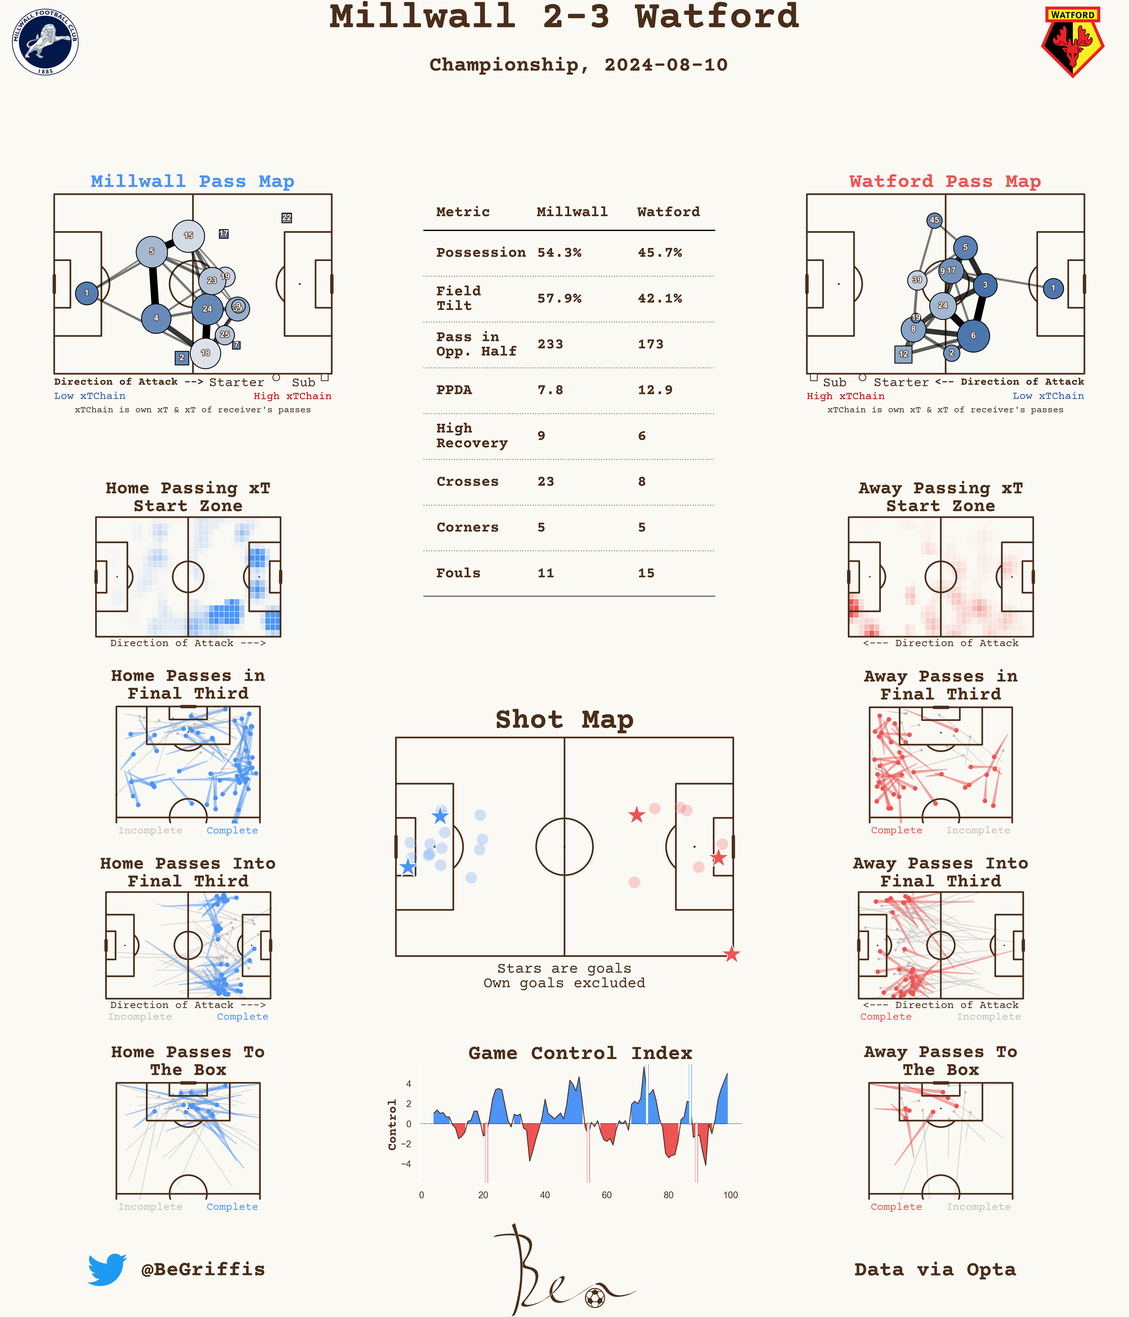 Millwall 2-3 Watford
Championship, 2024-08-10
MILLWALL FOOTBALL CLUB
1885
WATFORD
Millwall Pass Map
15
22
17
5
23
19
1
24
4
25
7
18
2
Direction of Attack --> Starter Sub
Low xTChain High xTChain
xTChain is own xT & xT of receiver's passes
Metric Millwall Watford
Possession 54.3% 45.7%
Field
Tilt 57.9% 42.1%
Pass in
Opp. Half 233 173
PPDA 7.8 12.9
High
Recovery 9 6
Crosses 23 8
Corners 5 5
Fouls 11 15
Watford Pass Map
45
5
9 17
39
3
1
24
19
8
6
12
2
Sub Starter <-- Direction of Attack
High xTChain Low xTChain
xTChain is own xT & xT of receiver's passes
Home Passing xT
Start Zone
Direction of Attack --->
Away Passing xT
Start Zone
<--- Direction of Attack
Home Passes in
Final Third
Incomplete Complete
Away Passes in
Final Third
Complete Incomplete
Shot Map
Stars are goals
Own goals excluded
Home Passes Into
Final Third
Direction of Attack --->
Incomplete Complete
Away Passes Into
Final Third
<--- Direction of Attack
Complete Incomplete
Home Passes To
The Box
Incomplete Complete
Game Control Index
Control
4
2
0
−2
−4
0 20 40 60 80 100
Away Passes To
The Box
Complete Incomplete
@BeGriffis
Ben
Data via Opta